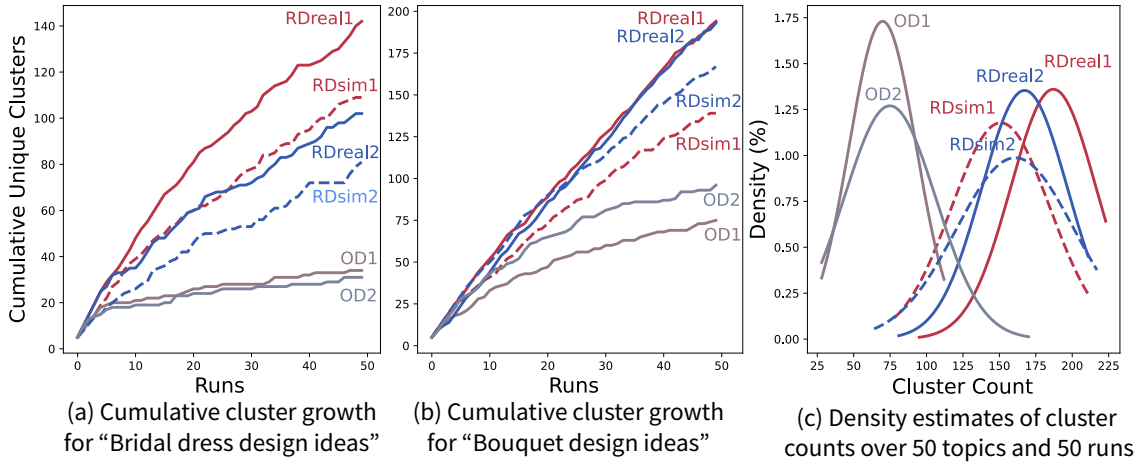 Cumulative Unique Clusters
140
120
100
80
60
40
20
0
0
10
20
30
40
50
Runs
RDreal1
RDsim1
RDreal2
RDsim2
OD1
OD2
(a) Cumulative cluster growth
for “Bridal dress design ideas”
200
175
150
125
100
75
50
25
0
0
10
20
30
40
50
Runs
RDreal1
RDreal2
RDsim2
RDsim1
OD2
OD1
(b) Cumulative cluster growth
for “Bouquet design ideas”
Density (%)
1.75
1.50
1.25
1.00
0.75
0.50
0.25
0.00
25
50
75
100
125
150
175
200
225
Cluster Count
OD1
OD2
RDreal2
RDreal1
RDsim1
RDsim2
(c) Density estimates of cluster
counts over 50 topics and 50 runs